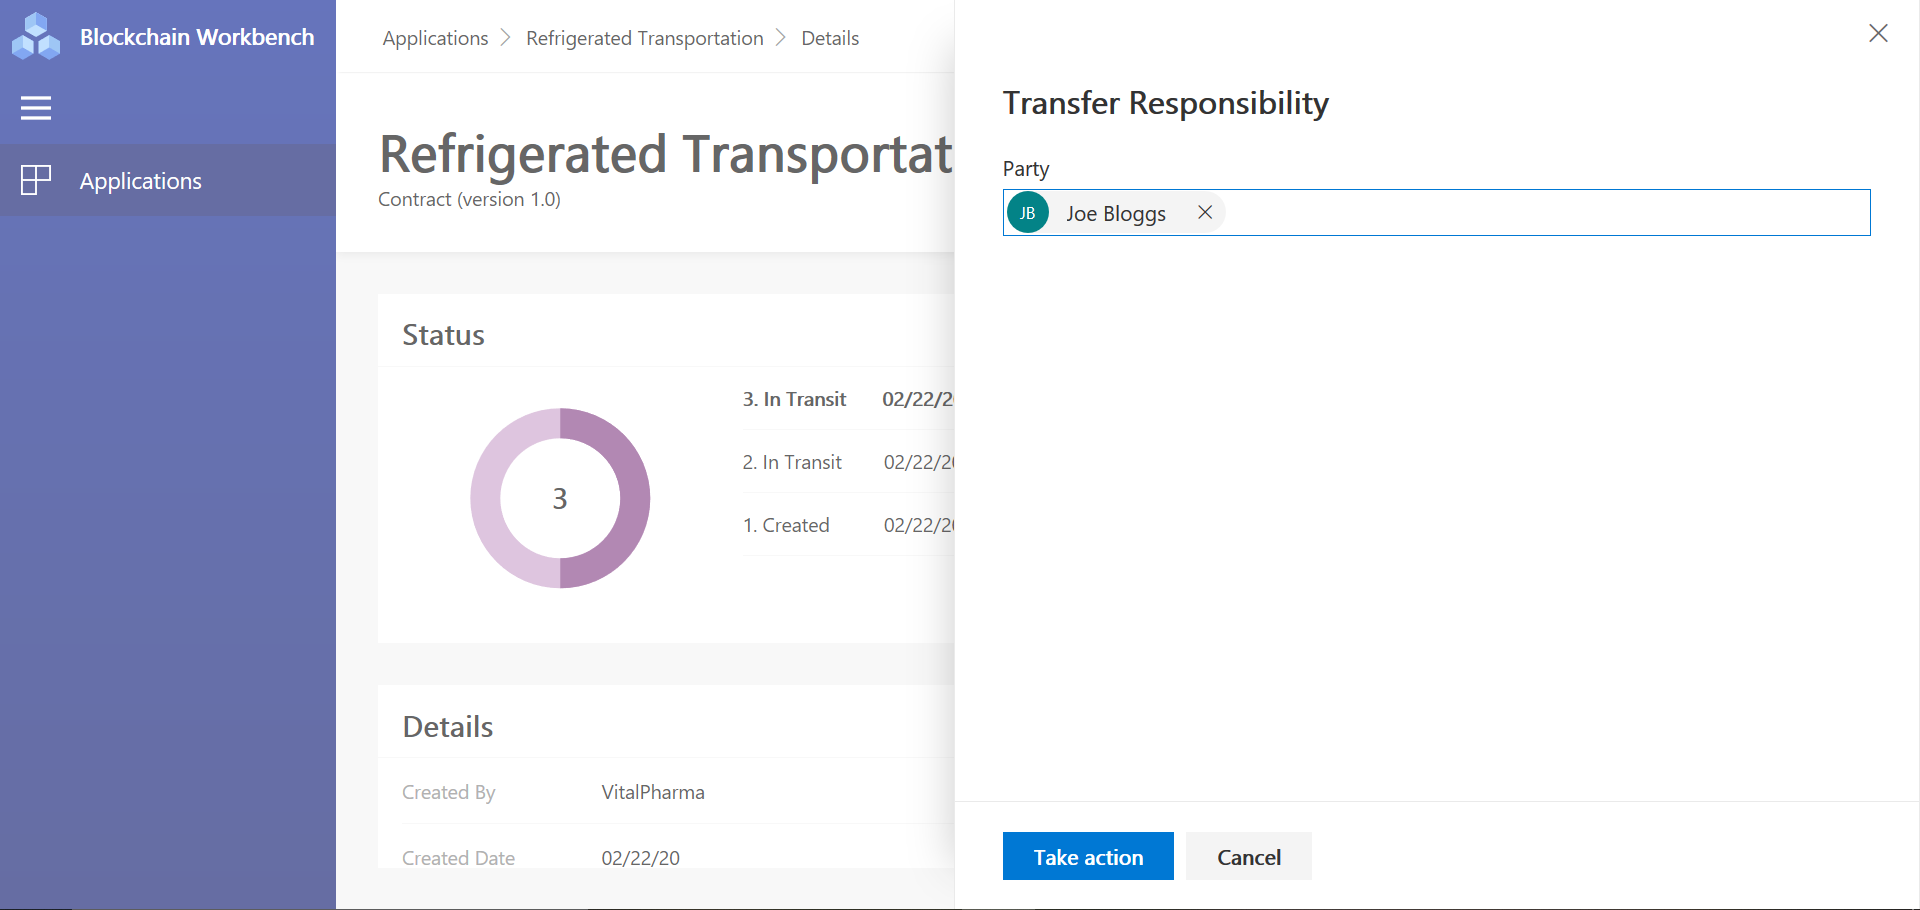 Blockchain Workbench
Applications
Applications > Refrigerated Transportation > Details
Refrigerated Transportat
Contract (version 1.0)
Status
3
3. In Transit 02/22/2
2. In Transit 02/22/20
1. Created 02/22/20
Details
Created By VitalPharma
Created Date 02/22/20
Transfer Responsibility
Party
JB Joe Bloggs
Take action Cancel